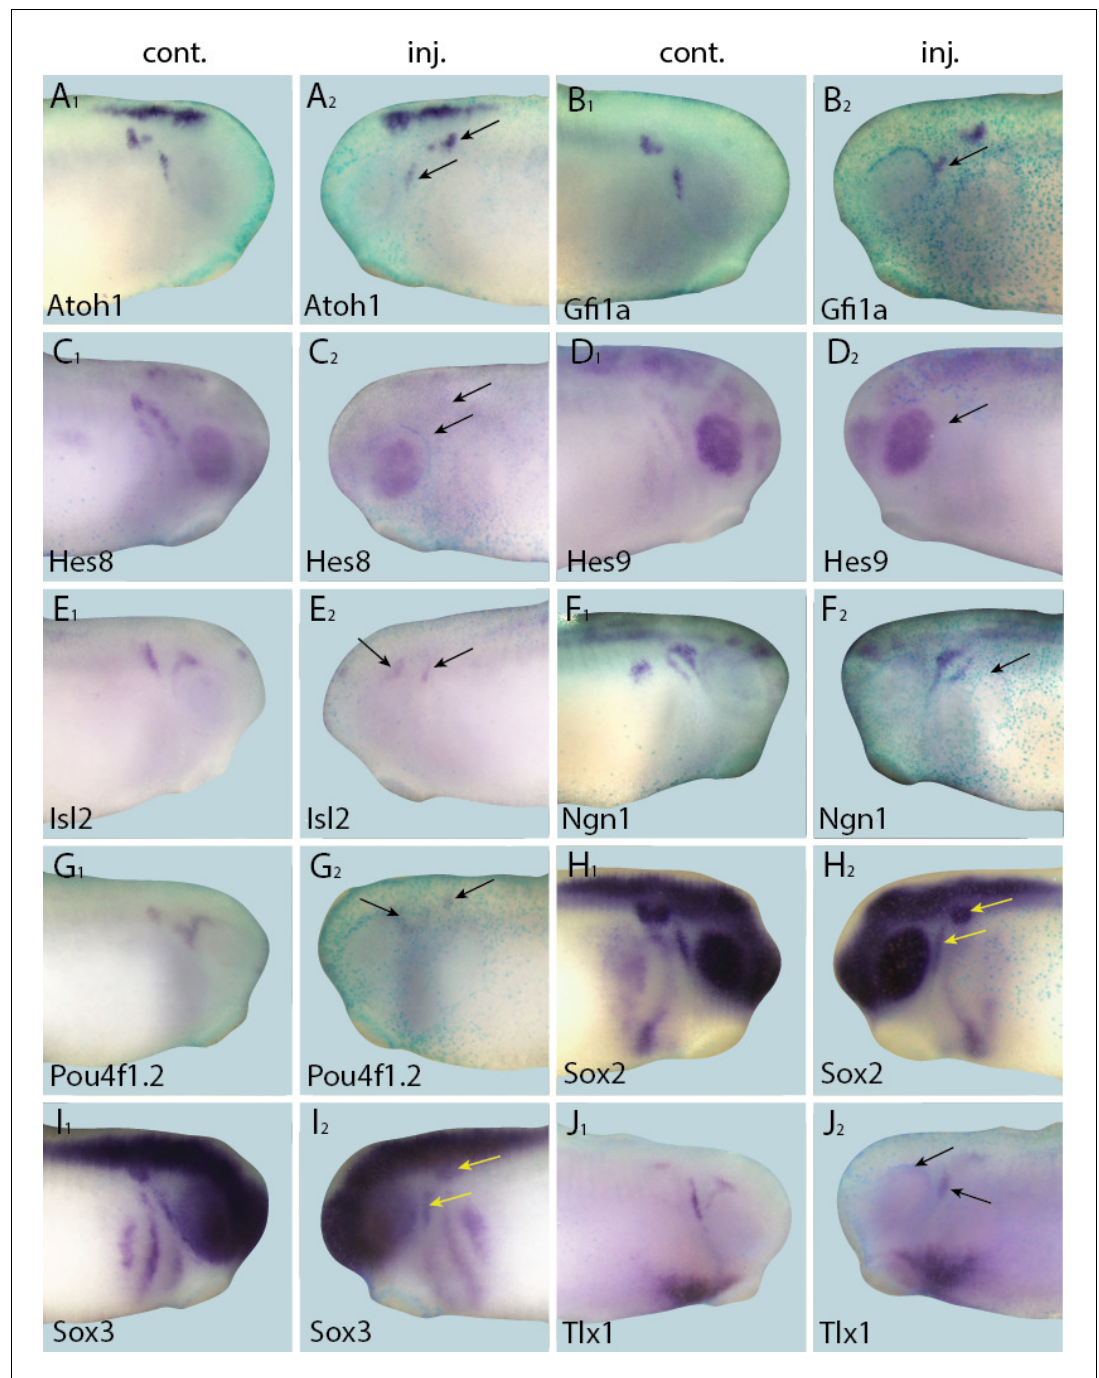 cont. inj. cont. inj.
A1 A2 B1 B2
Atoh1 Atoh1 Gfi1a Gfi1a
C1 C2 D1 D2
Hes8 Hes8 Hes9 Hes9
E1 E2 F1 F2
Isl2 Isl2 Ngn1 Ngn1
G1 G2 H1 H2
Pou4f1.2 Pou4f1.2 Sox2 Sox2
I1 I2 J1 J2
Sox3 Sox3 Tlx1 Tlx1